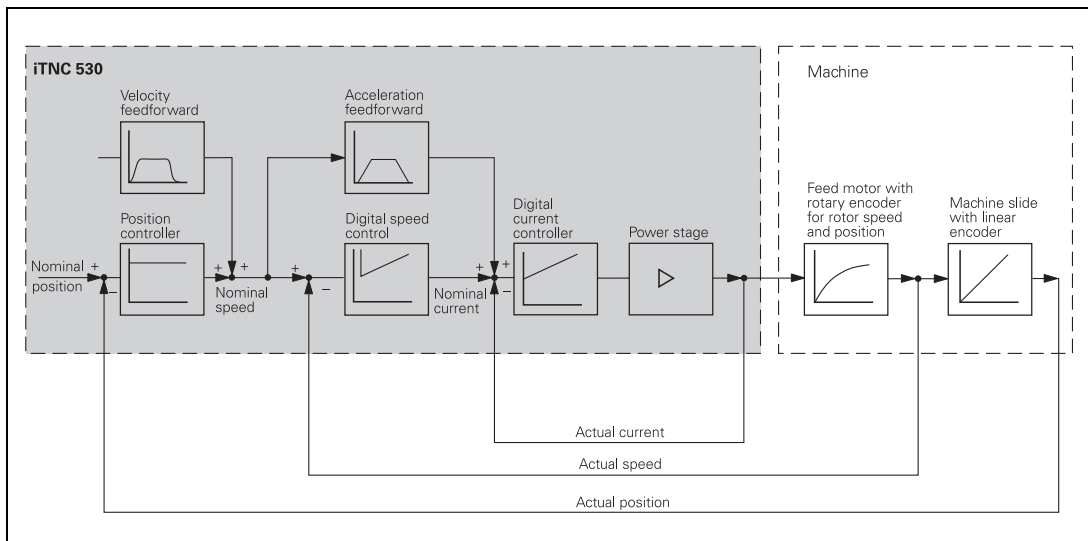 iTNC 530
Machine
Velocity
feedforward
Acceleration
feedforward
Position
controller
Digital speed
control
Digital
current
controller
Power stage
Feed motor with
rotary encoder
for rotor speed
and position
Machine slide
with linear
encoder
Nominal
position
+
–
+
+
Nominal
speed
+
–
Nominal
current
+
+
–
Actual current
Actual speed
Actual position